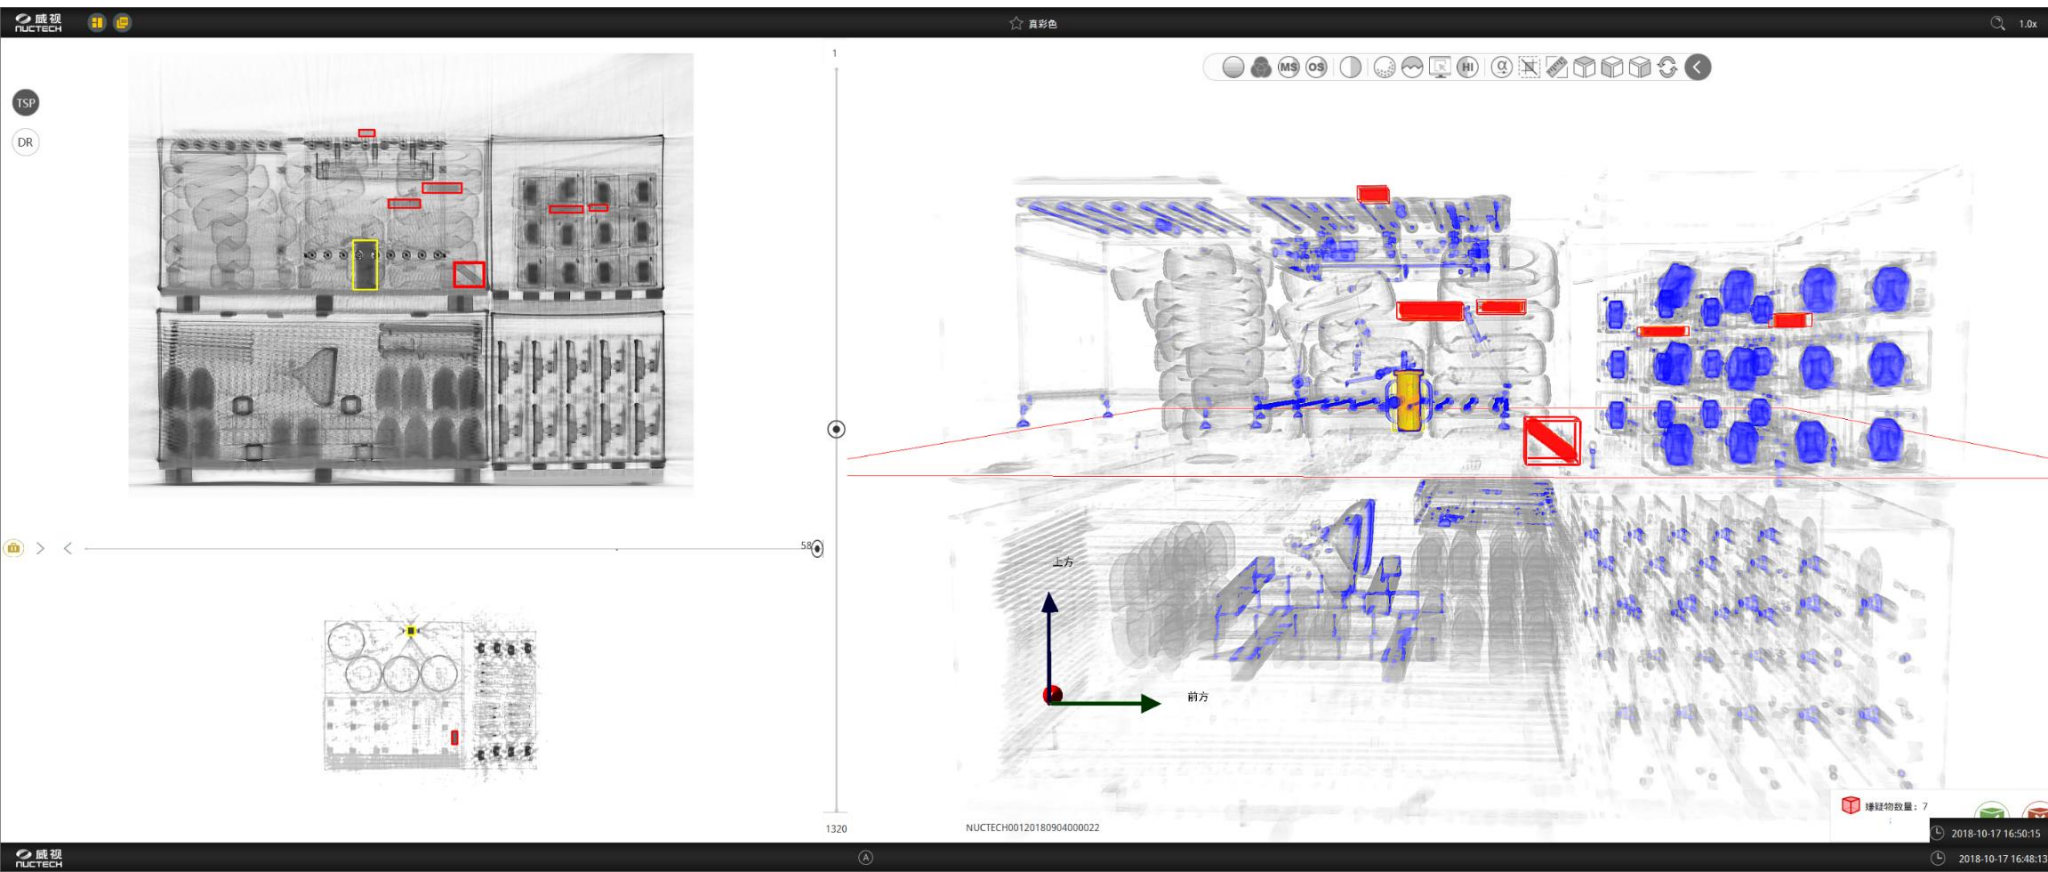 威视
NUCTECH
真彩色
1.0x
TSP
DR
1
MS
OS
HI
α
58
上方
前方
1320
NUCTECH00120180904000022
嫌疑物数量：7
2018-10-17 16:50:15
威视
NUCTECH
A
2018-10-17 16:48:13